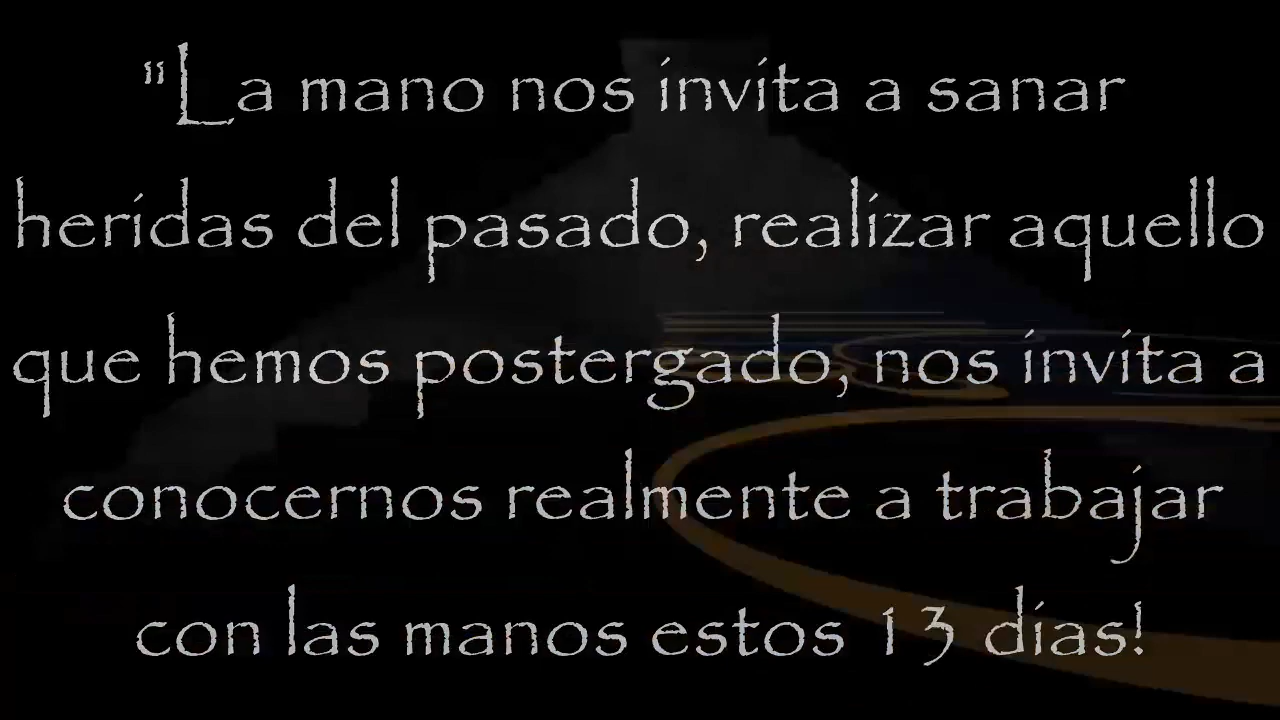 "La mano nos invita a sanar
heridas del pasado, realizar aquello
que hemos postergado, nos invita a
conocernos realmente a trabajar
con las manos estos 13 días!